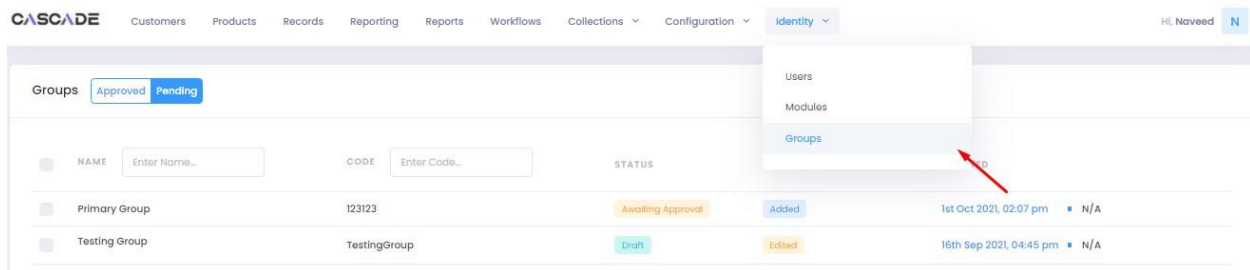 CASCADE Customers Products Records Reporting Reports Workflows Collections Configuration Identity Hi, Naveed N
Users
Groups Approved Pending
Modules
Groups
NAME Enter Name... CODE Enter Code... STATUS
Primary Group 123123 Awaiting Approval Added 1st Oct 2021, 02:07 pm N/A
Testing Group TestingGroup Draft Edited 16th Sep 2021, 04:45 pm N/A